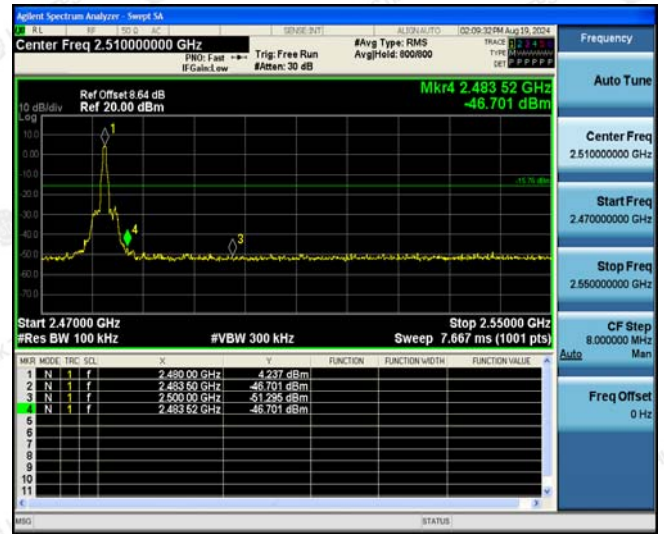 Agilent Spectrum Analyzer - Swept SA
RL RF 50 Ω AC SENSE:INT ALIGNAUTO 02:09:32 PM Aug 19, 2024
Center Freq 2.510000000 GHz
PNO: Fast
IFGain:Low
Trig: Free Run
#Atten: 30 dB
#Avg Type: RMS
Avg|Hold: 800/800
TRACE 1 2 3 4 5 6
TYPE
DET P P P P P P
Mkr4 2.483 52 GHz
-46.701 dBm
Ref Offset 8.64 dB
10 dB/div Ref 20.00 dBm
Log
10.0
0.00
-10.0
-20.0
-30.0
-40.0
-50.0
-60.0
-70.0
1
4
3
Start 2.47000 GHz Stop 2.55000 GHz
#Res BW 100 kHz #VBW 300 kHz Sweep 7.667 ms (1001 pts)
MKR MODE TRC SCL X Y FUNCTION FUNCTION WIDTH FUNCTION VALUE
1 N 1 f 2.480 00 GHz 4.237 dBm
2 N 1 f 2.483 50 GHz -46.701 dBm
3 N 1 f 2.500 00 GHz -51.295 dBm
4 N 1 f 2.483 52 GHz -46.701 dBm
5
6
7
8
9
10
11
MSG STATUS
Frequency
Auto Tune
Center Freq
2.510000000 GHz
Start Freq
2.470000000 GHz
Stop Freq
2.550000000 GHz
CF Step
8.000000 MHz
Auto Man
Freq Offset
0 Hz